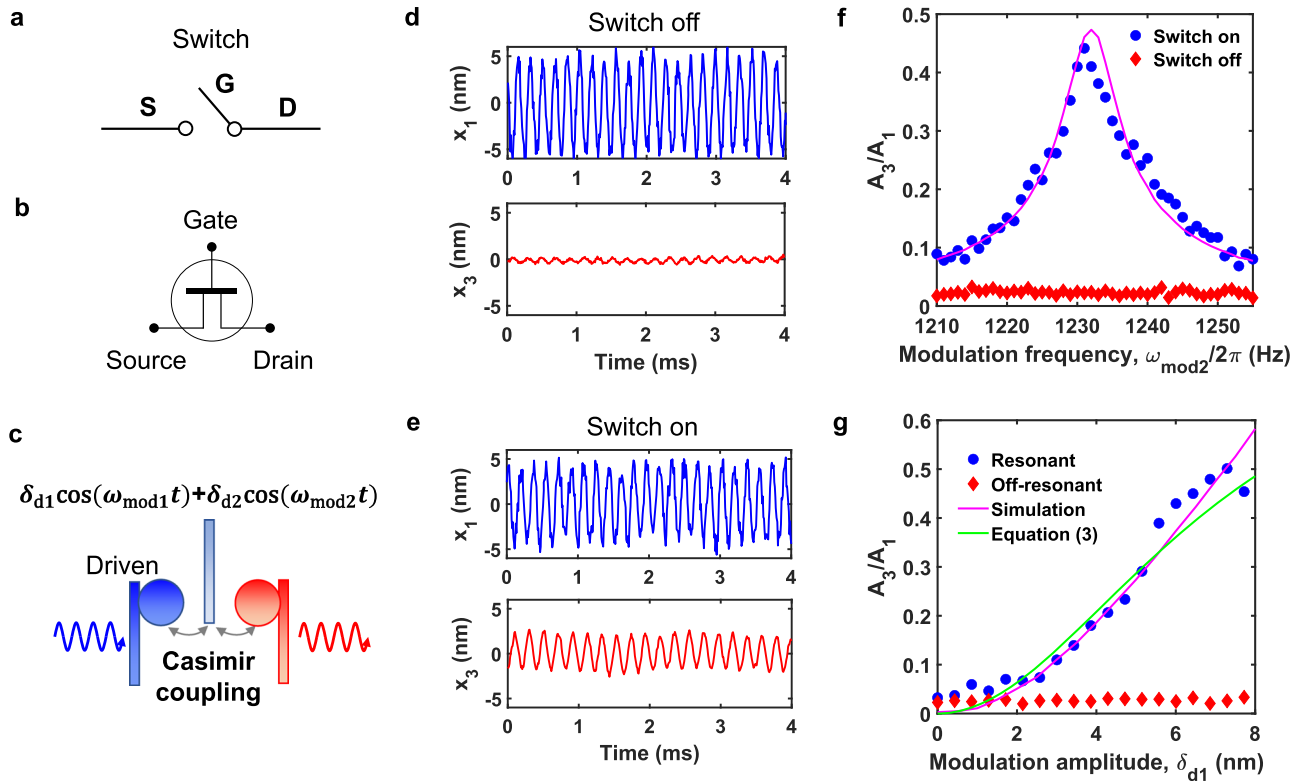 a
Switch
S
G
D
b
Gate
Source
Drain
c
δd1cos(ωmod1t)+δd2cos(ωmod2t)
Driven
Casimir
coupling
d
Switch off
x1 (nm)
5
0
-5
0
1
2
3
4
x3 (nm)
5
0
-5
0
1
2
3
4
Time (ms)
e
Switch on
x1 (nm)
5
0
-5
0
1
2
3
4
x3 (nm)
5
0
-5
0
1
2
3
4
Time (ms)
f
A3/A1
0.5
0.4
0.3
0.2
0.1
0
Switch on
Switch off
1210
1220
1230
1240
1250
Modulation frequency, ωmod2/2π (Hz)
g
A3/A1
0.6
0.5
0.4
0.3
0.2
0.1
0
Resonant
Off-resonant
Simulation
Equation (3)
0
2
4
6
8
Modulation amplitude, δd1 (nm)